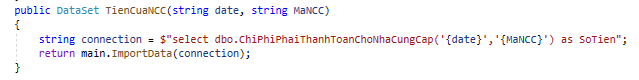 public DataSet TienCuaNCC(string date, string MaNCC)
{
    string connection = $"select dbo.ChiPhiPhaiThanhToanChoNhaCungCap('{date}','{MaNCC}') as SoTien";
    return main.ImportData(connection);
}